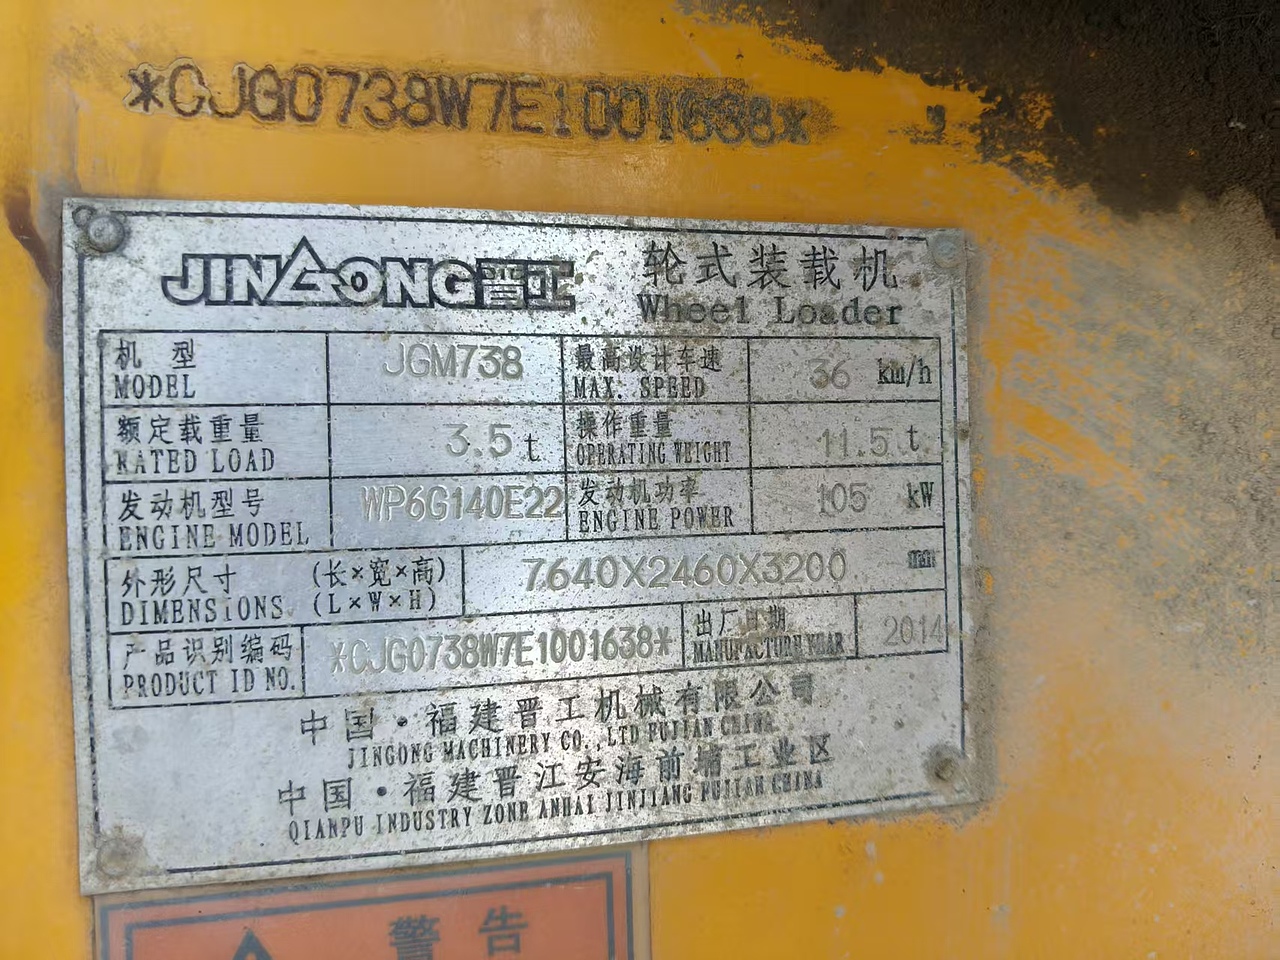 *CJG0738W7E1001638*
JINGONG晋工 轮式装载机
Wheel Loader
机型 JGM738 最高设计车速 36 km/h
MODEL MAX. SPEED
额定载重量 3.5 t 操作重量 11.5 t
RATED LOAD OPERATING WEIGHT
发动机型号 WP6G140E22 发动机功率 105 kW
ENGINE MODEL ENGINE POWER
外形尺寸 (长×宽×高) 7640X2460X3200 mm
DIMENSIONS (L×W×H)
产品识别编码 *CJG0738W7E1001638* 出厂日期 2014
PRODUCT ID NO. MANUFACTURE YEAR
中国·福建晋工机械有限公司
JINGONG MACHINERY CO.,LTD FUJIAN CHINA
中国·福建晋江安海前埔工业区
QIANPU INDUSTRY ZONE ANHAI JINJIANG FUJIAN CHINA
警告